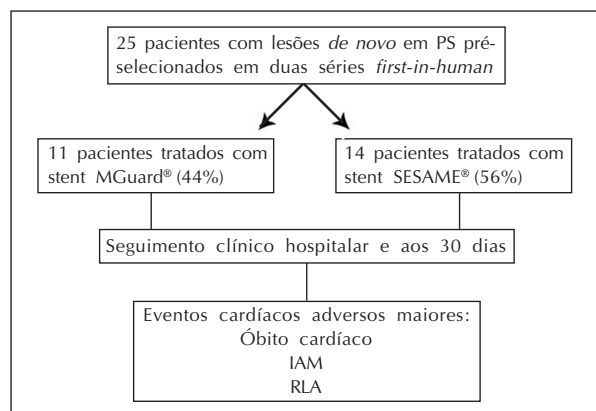 25 pacientes com lesões de novo em PS pré-
selecionados em duas séries first-in-human
11 pacientes tratados com
stent MGuard® (44%)
14 pacientes tratados com
stent SESAME® (56%)
Seguimento clínico hospitalar e aos 30 dias
Eventos cardíacos adversos maiores:
Óbito cardíaco
IAM
RLA